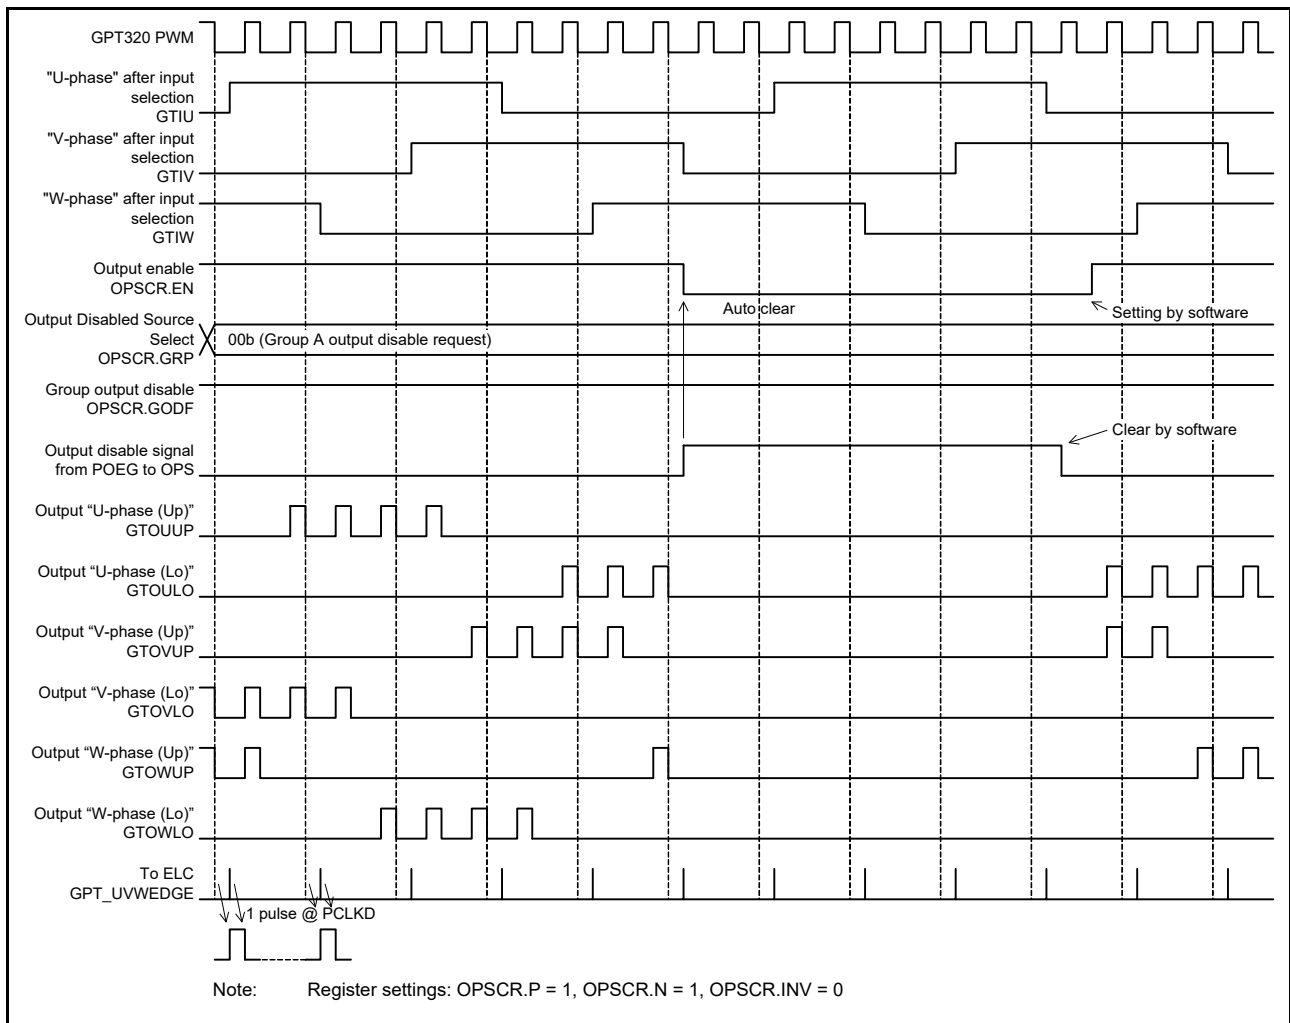 GPT320 PWM
"U-phase" after input
selection
GTIU
"V-phase" after input
selection
GTIV
"W-phase" after input
selection
GTIW
Output enable
OPSCR.EN
Auto clear
Setting by software
Output Disabled Source
Select
OPSCR.GRP
00b (Group A output disable request)
Group output disable
OPSCR.GODF
Clear by software
Output disable signal
from POEG to OPS
Output “U-phase (Up)”
GTOUUP
Output “U-phase (Lo)”
GTOULO
Output “V-phase (Up)”
GTOVUP
Output “V-phase (Lo)”
GTOVLO
Output “W-phase (Up)”
GTOWUP
Output “W-phase (Lo)”
GTOWLO
To ELC
GPT_UVWEDGE
1 pulse @ PCLKD
Note: Register settings: OPSCR.P = 1, OPSCR.N = 1, OPSCR.INV = 0